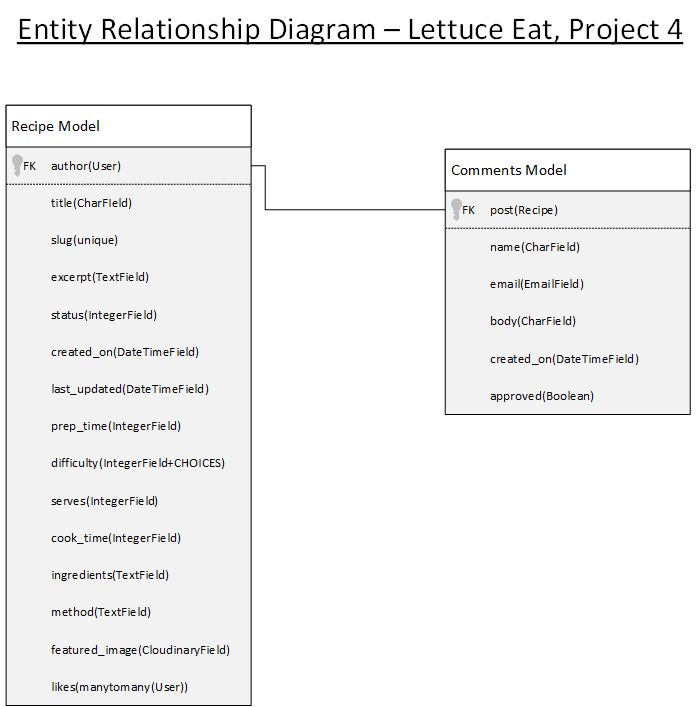 Entity Relationship Diagram – Lettuce Eat, Project 4
Recipe Model
FK author(User)
title(CharField)
slug(unique)
excerpt(TextField)
status(IntegerField)
created_on(DateTimeField)
last_updated(DateTimeField)
prep_time(IntegerField)
difficulty(IntegerField+CHOICES)
serves(IntegerField)
cook_time(IntegerField)
ingredients(TextField)
method(TextField)
featured_image(CloudinaryField)
likes(manytomany(User))
Comments Model
FK post(Recipe)
name(CharField)
email(EmailField)
body(CharField)
created_on(DateTimeField)
approved(Boolean)